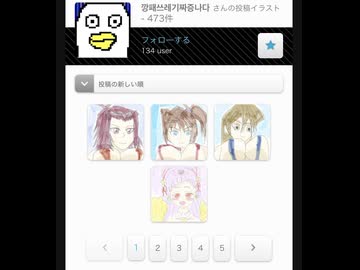 깡패쓰레기짜증나다 さんの投稿イラスト
- 473件
フォローする
134 user
投稿の新しい順
1 2 3 4 5